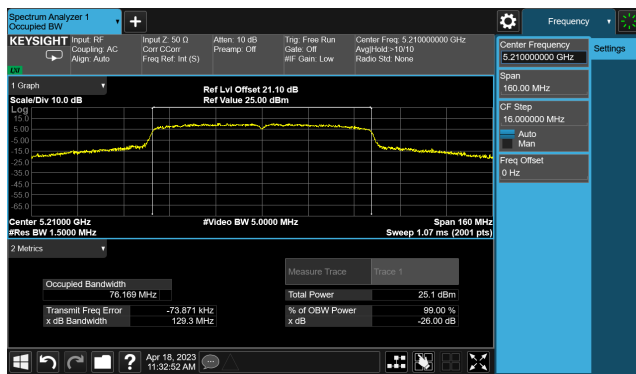 Spectrum Analyzer 1
Occupied BW
Frequency
KEYSIGHT
Input: RF
Coupling: AC
Align: Auto
Input Z: 50 Ω
Corr CCorr
Freq Ref: Int (S)
Atten: 10 dB
Preamp: Off
Trig: Free Run
Gate: Off
#IF Gain: Low
Center Freq: 5.210000000 GHz
Avg|Hold:>10/10
Radio Std: None
Center Frequency
5.210000000 GHz
Settings
Span
160.00 MHz
CF Step
16.000000 MHz
Auto
Man
Freq Offset
0 Hz
1 Graph
Scale/Div 10.0 dB
Ref Lvl Offset 21.10 dB
Ref Value 25.00 dBm
Log
15.0
5.00
-5.00
-15.0
-25.0
-35.0
-45.0
-55.0
-65.0
Center 5.21000 GHz
#Video BW 5.0000 MHz
Span 160 MHz
#Res BW 1.5000 MHz
Sweep 1.07 ms (2001 pts)
2 Metrics
Measure Trace
Trace 1
Occupied Bandwidth
76.169 MHz
Total Power
25.1 dBm
Transmit Freq Error
-73.871 kHz
% of OBW Power
99.00 %
x dB Bandwidth
129.3 MHz
x dB
-26.00 dB
?
Apr 18, 2023
11:32:52 AM